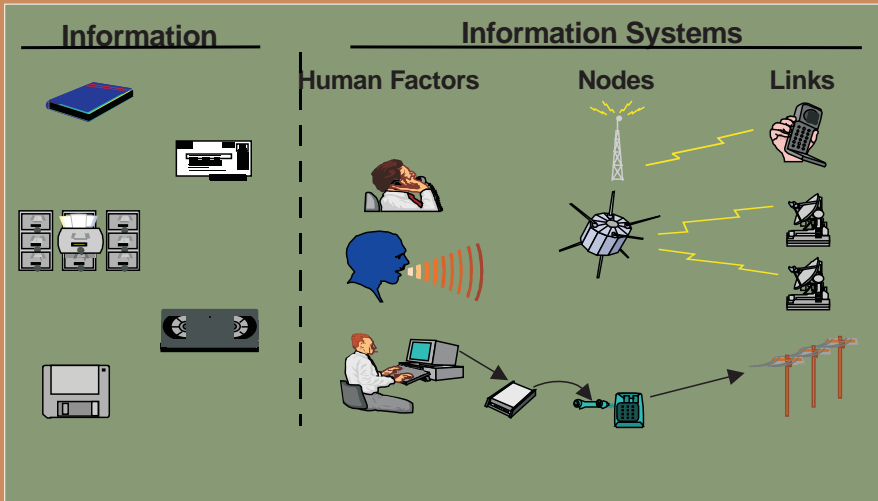 Information
Information Systems
Human Factors
Nodes
Links